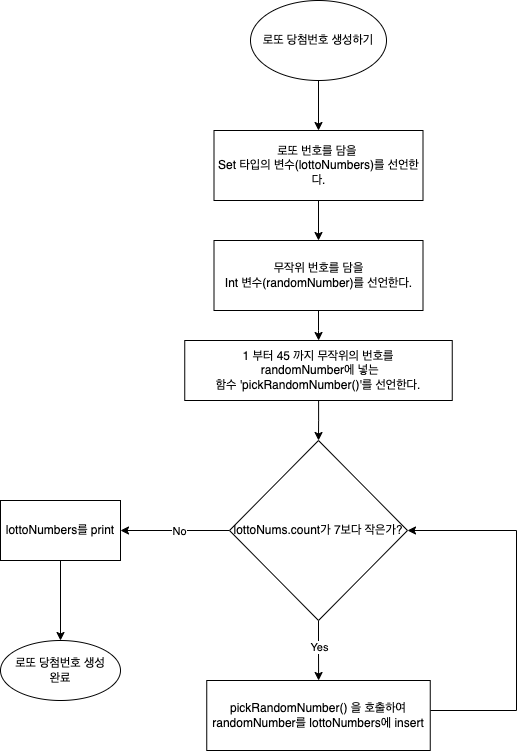 로또 당첨번호 생성하기
로또 번호를 담을
Set 타입의 변수(lottoNumbers)를 선언한
다.
무작위 번호를 담을
Int 변수(randomNumber)를 선언한다.
1 부터 45 까지 무작위의 번호를
randomNumber에 넣는
함수 'pickRandomNumber()'를 선언한다.
lottoNums.count가 7보다 작은가?
No
lottoNumbers를 print
로또 당첨번호 생성
완료
Yes
pickRandomNumber() 을 호출하여
randomNumber를 lottoNumbers에 insert